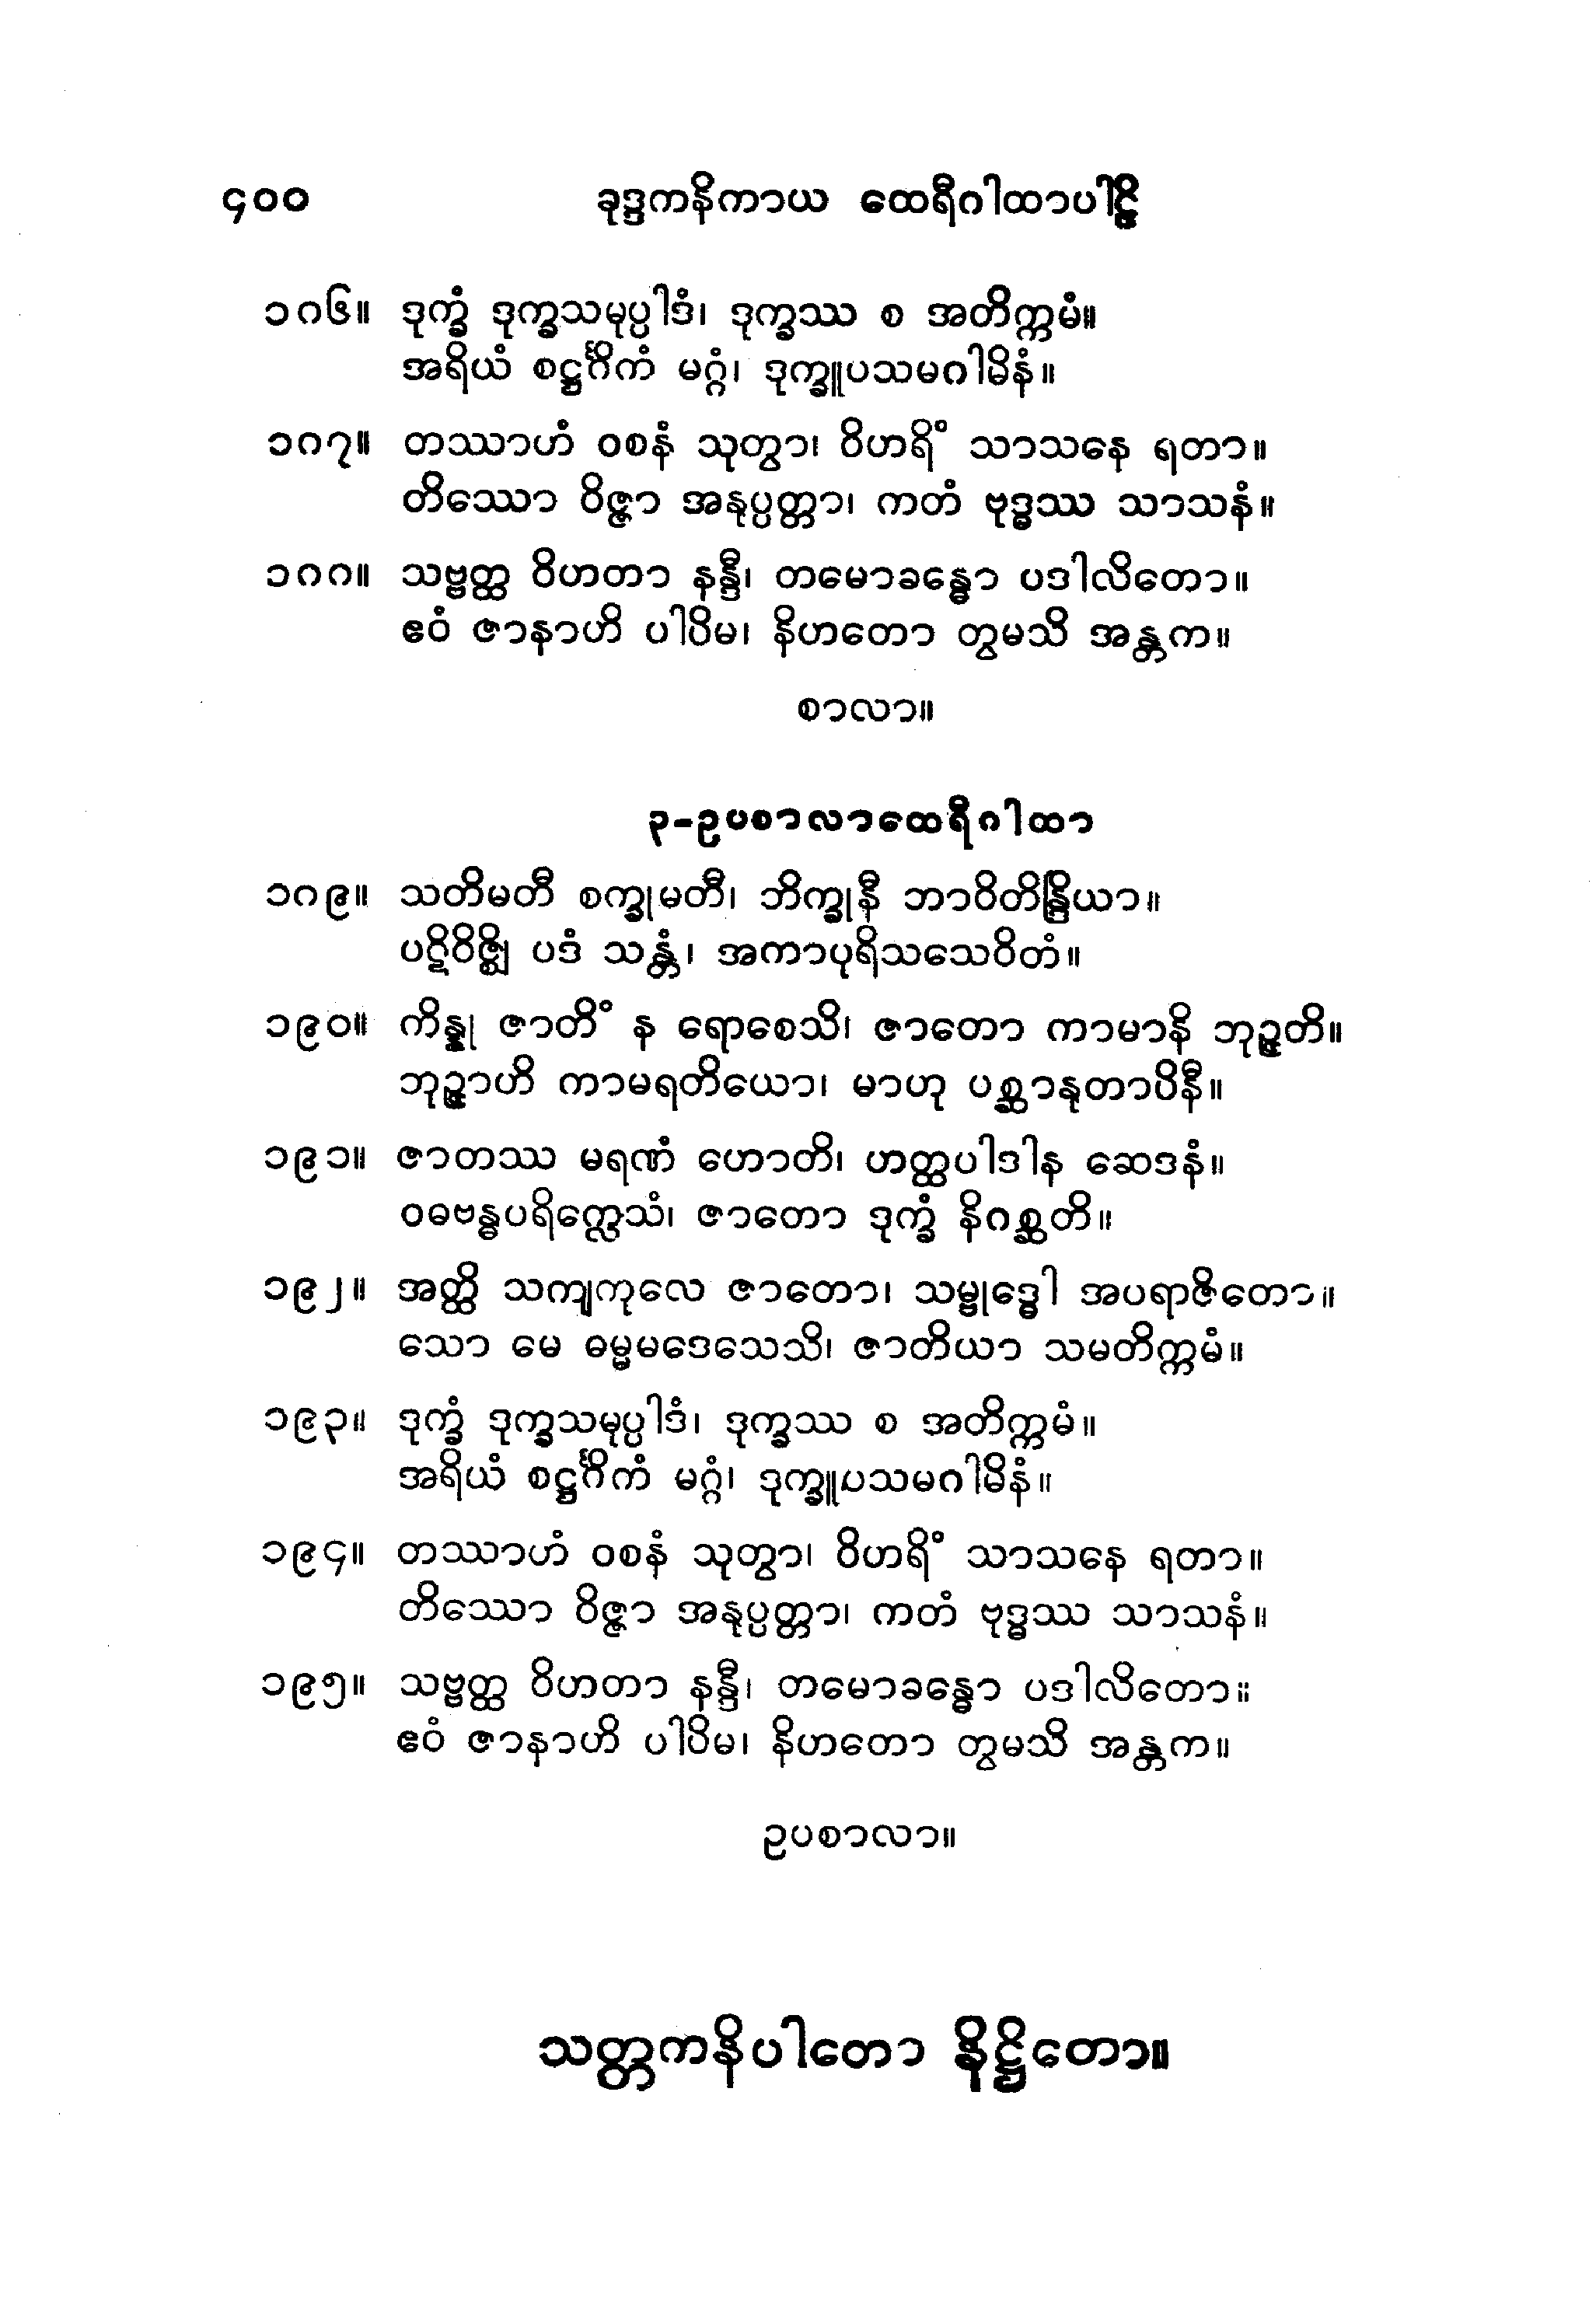 ၄၀၀ ခုဒ္ဒကနိကာယ ထေရီဂါထာပါဠိ
၁၈၆။ ဒုက္ခံ ဒုက္ခသမုပ္ပါဒံ၊ ဒုက္ခဿ စ အတိက္ကမံ။
အရိယံ စဋ္ဌင်္ဂိကံ မဂ္ဂံ၊ ဒုက္ခူပသမဂါမိနံ။
၁၈၇။ တဿာဟံ ဝစနံ သုတွာ၊ ဝိဟရိံ သာသနေ ရတာ။
တိဿော ဝိဇ္ဇာ အနုပ္ပတ္တာ၊ ကတံ ဗုဒ္ဓဿ သာသနံ။
၁၈၈။ သဗ္ဗတ္ထ ဝိဟတာ နန္ဒီ၊ တမောခန္ဓော ပဒါလိတော။
ဧဝံ ဇာနာဟိ ပါပိမ၊ နိဟတော တွမသိ အန္တက။
စာလာ။
၃-ဥပစာလာထေရီဂါထာ
၁၈၉။ သတိမတီ စက္ခုမတီ၊ ဘိက္ခုနီ ဘာဝိတိန္ဒြိယာ။
ပဋိဝိဇ္ဈိ ပဒံ သန္တံ၊ အကာပုရိသသေဝိတံ။
၁၉၀။ ကိန္နု ဇာတိံ န ရောစေသိ၊ ဇာတော ကာမာနိ ဘုဉ္ဇတိ။
ဘုဉ္ဇာဟိ ကာမရတိယော၊ မာဟု ပစ္ဆာနုတာပိနီ။
၁၉၁။ ဇာတဿ မရဏံ ဟောတိ၊ ဟတ္ထပါဒါန ဆေဒနံ။
ဝဓဗန္ဓပရိက္လေသံ၊ ဇာတော ဒုက္ခံ နိဂစ္ဆတိ။
၁၉၂။ အတ္ထိ သကျကုလေ ဇာတော၊ သမ္ဗုဒ္ဓေါ အပရာဇိတော။
သော မေ ဓမ္မမဒေသေသိ၊ ဇာတိယာ သမတိက္ကမံ။
၁၉၃။ ဒုက္ခံ ဒုက္ခသမုပ္ပါဒံ၊ ဒုက္ခဿ စ အတိက္ကမံ။
အရိယံ စဋ္ဌင်္ဂိကံ မဂ္ဂံ၊ ဒုက္ခူပသမဂါမိနံ။
၁၉၄။ တဿာဟံ ဝစနံ သုတွာ၊ ဝိဟရိံ သာသနေ ရတာ။
တိဿော ဝိဇ္ဇာ အနုပ္ပတ္တာ၊ ကတံ ဗုဒ္ဓဿ သာသနံ။
၁၉၅။ သဗ္ဗတ္ထ ဝိဟတာ နန္ဒီ၊ တမောခန္ဓော ပဒါလိတော။
ဧဝံ ဇာနာဟိ ပါပိမ၊ နိဟတော တွမသိ အန္တက။
ဥပစာလာ။
သတ္တကနိပါတော နိဋ္ဌိတော။